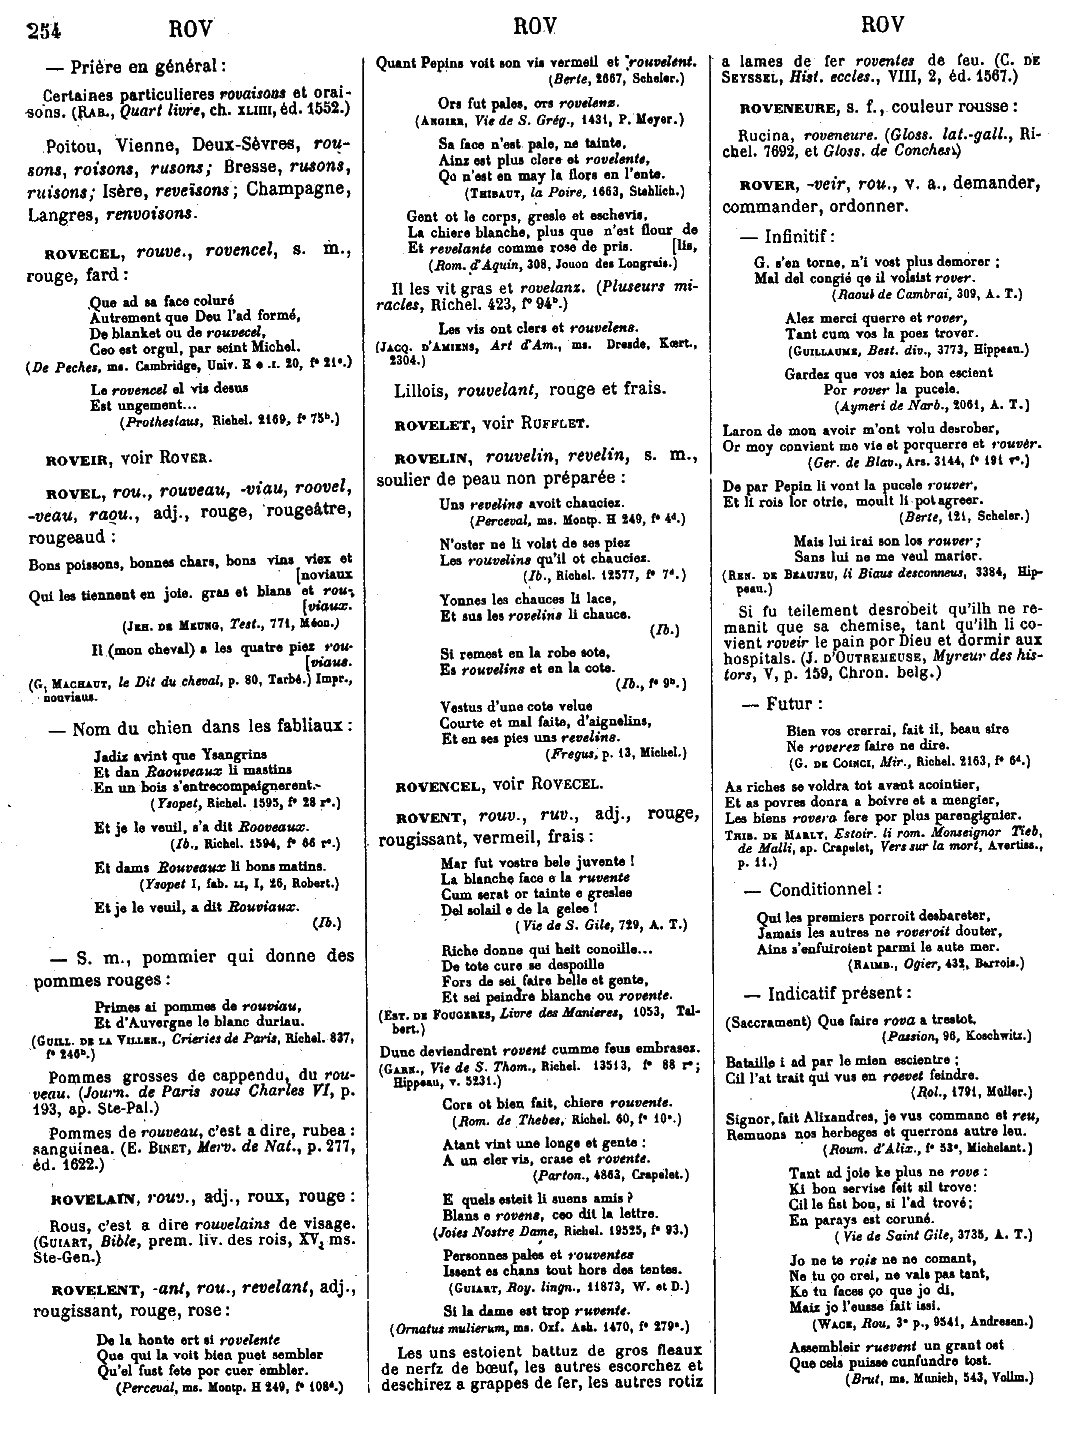 254 ROV ROV ROV
— Prière en général :
Certaines particulieres rovaisons et orai-
sons. (RAB., Quart livre, ch. XLIIII, éd. 1552.)
Poitou, Vienne, Deux-Sèvres, rou-
sons, roisons, rusons; Bresse, rusons,
ruisons; Isère, reveisons; Champagne,
Langres, renvoisons.
ROVECEL, rouve., rovencel, s. m.,
rouge, fard :
Que ad sa face coluré
Autrement que Deu l'ad formé,
De blanket ou de rouvecel,
Ceo est orgul, par seint Michel.
(De Peches, ms. Cambridge, Univ. E e .I. 20, f° 21ᵉ.)
Le rovencel el vis desus
Est ungement...
(Protheslaus, Richel. 2169, f° 75ᵇ.)
ROVEIR, voir ROVER.
ROVEL, rou., rouveau, -viau, roovel,
-veau, raou., adj., rouge, rougeâtre,
rougeaud :
Bons poissons, bonnes chars, bons vins viex et
[noviaux
Qui les tiennent en joie. gras et blans et rou-
[viaux.
(JEH. DE MEUNG, Test., 771, Méon.)
Il (mon cheval) a les quatre piez rou-
[viaus.
(G. MACHAUT, le Dit du cheval, p. 80, Tarbé.) Impr.,
nouviaus.
— Nom du chien dans les fabliaux :
Jadiz avint que Ysangrins
Et dan Raouveaux li mastins
En un bois s'entrecompaignerent.
(Ysopet, Richel. 1595, f° 28 r°.)
Et je le veuil, s'a dit Rooveaux.
(Ib., Richel. 1594, f° 66 r°.)
Et dams Rouveaux li bons matins.
(Ysopet I, fab. LI, I, 26, Robert.)
Et je le veuil, a dit Rouviaux.
(Ib.)
— S. m., pommier qui donne des
pommes rouges :
Primes ai pommes de rouviau,
Et d'Auvergne le blanc duriau.
(GUILL. DE LA VILLEN., Crieries de Paris, Richel. 837,
f° 246ᵇ.)
Pommes grosses de cappendu, du rou-
veau. (Journ. de Paris sous Charles VI, p.
193, ap. Ste-Pal.)
Pommes de rouveau, c'est a dire, rubea :
sanguinea. (E. BINET, Merv. de Nat., p. 277,
éd. 1622.)
ROVELAIN, rouv., adj., roux, rouge :
Rous, c'est a dire rouvelains de visage.
(GUIART, Bible, prem. liv. des rois, XV, ms.
Ste-Gen.)
ROVELENT, -ant, rou., revelant, adj.,
rougissant, rouge, rose :
De la honte ert si rovelente
Que qui la voit bien puet sembler
Qu'el fust fete por cuer embler.
(Perceval, ms. Montp. H 249, f° 108ᵈ.)
Quant Pepins voit son vis vermeil et rouvelent.
(Berte, 2667, Scheler.)
Ors fut pales, ors rovelenz.
(ANGIER, Vie de S. Grég., 1431, P. Meyer.)
Sa face n'est pale, ne tainte,
Ainz est plus clere et rovelente,
Qo n'est en may la flors en l'ente.
(THIBAUT, la Poire, 1663, Stehlich.)
Gent ot le corps, gresle et eschevis,
La chiere blanche, plus que n'est flour de
Et revelante comme rose de pris. [lis,
(Rom. d'Aquin, 308, Jouon des Longrais.)
Il les vit gras et rovelanz. (Pluseurs mi-
racles, Richel. 423, f° 94ᵇ.)
Les vis ont clers et rouvelens.
(JACQ. D'AMIENS, Art d'Am., ms. Dresde, Kœrt.,
2304.)
Lillois, rouvelant, rouge et frais.
ROVELET, voir RUFFLET.
ROVELIN, rouvelin, revelin, s. m.,
soulier de peau non préparée :
Uns revelins avoit chauciez.
(Perceval, ms. Montp. H 249, f° 4ᵈ.)
N'oster ne li volst de ses piez
Les rouvelins qu'il ot chauciez.
(Ib., Richel. 12577, f° 7ᵈ.)
Yonnes les chauces li lace,
Et sus les rovelins li chauce.
(Ib.)
Si remest en la robe sote,
Es rouvelins et en la cote.
(Ib., f° 9ᵇ.)
Vestus d'une cote velue
Courte et mal faite, d'aignelins,
Et en ses pies uns revelins.
(Fregus, p. 13, Michel.)
ROVENCEL, voir ROVECEL.
ROVENT, rouv., ruv., adj., rouge,
rougissant, vermeil, frais :
Mar fut vostre bele juvente !
La blanche face e la ruvente
Cum serat or tainte e greslee
Del solail e de la gelee !
(Vie de S. Gile, 729, A. T.)
Riche donne qui heit conoille...
De tote cure se despoille
Fors de sei faire belle et gente,
Et sei peindre blanche ou rovente.
(EST. DE FOUGERES, Livre des Manieres, 1053, Tal-
bert.)
Dunc deviendrent rovent cumme feus embrasez.
(GARN., Vie de S. Thom., Richel. 13513, f° 88 r°;
Hippeau, v. 5231.)
Cors ot bien fait, chiere rouvente.
(Rom. de Thebes, Richel. 60, f° 10ᵉ.)
Atant vint une longe et gente :
A un cler vis, crase et rovente.
(Parton., 4863, Crapelet.)
E quels esteit li suens amis ?
Blans e rovens, ceo dit la lettre.
(Joies Nostre Dame, Richel. 19525, f° 93.)
Personnes pales et rouventes
Issent es chans tout hors des tentes.
(GUIART, Roy. lingn., 11873, W. et D.)
Si la dame est trop ruvente.
(Ornatus mulierum, ms. Oxf. Ash. 1470, f° 279ᵉ.)
Les uns estoient battuz de gros fleaux
de nerfz de bœuf, les autres escorchez et
deschirez a grappes de fer, les autres rotiz
a lames de fer roventes de feu. (C. DE
SEYSSEL, Hist. eccles., VIII, 2, éd. 1567.)
ROVENEURE, s. f., couleur rousse :
Rucina, roveneure. (Gloss. lat.-gall., Ri-
chel. 7692, et Gloss. de Conches.)
ROVER, -veir, rou., v. a., demander,
commander, ordonner.
— Infinitif :
G. s'en torne, n'i vost plus demorer ;
Mal del congié qe il volsist rover.
(Raoul de Cambrai, 309, A. T.)
Alez merci querre et rover,
Tant cum vos la poez trover.
(GUILLAUME, Best. div., 3773, Hippeau.)
Gardez que vos aiez bon escient
Por rover la pucele.
(Aymeri de Narb., 2061, A. T.)
Laron de mon avoir m'ont volu desrober,
Or moy convient me vie et porquerre et rouvér.
(Ger. de Blav., Ars. 3144, f° 191 r°.)
De par Pepin li vont la pucele rouver,
Et li rois lor otrie, moult li pot agreer.
(Berte, 121, Scheler.)
Mais lui irai son los rouver ;
Sans lui ne me veul marier.
(REN. DE BEAUJEU, li Biaus desconneus, 3384, Hip-
peau.)
Si fu teilement desrobeit qu'ilh ne re-
manit que sa chemise, tant qu'ilh li co-
vient roveir le pain por Dieu et dormir aux
hospitals. (J. D'OUTREMEUSE, Myreur des his-
tors, V, p. 159, Chron. belg.)
— Futur :
Bien vos crerrai, fait il, beau sire
Ne roverez faire ne dire.
(G. DE COINCI, Mir., Richel. 2163, f° 6ᵈ.)
As riches se voldra tot avant acointier,
Et as povres donra a boivre et a mengier,
Les biens rovera fere por plus parengignier.
THIB. DE MARLY, Estoir. li rom. Monseignor Tieb,
de Malli, ap. Crapelet, Vers sur la mort, Avertiss.,
p. 11.)
— Conditionnel :
Qui les premiers porroit desbareter,
Jamais les autres ne roveroit douter,
Ains s'enfuiroient parmi le aute mer.
(RAIMB., Ogier, 432, Barrois.)
— Indicatif présent :
(Saccrament) Que faire rova a trestot.
(Passion, 96, Koschwitz.)
Bataille i ad par le mien escientre ;
Cil l'at trait qui vus en roevet feindre.
(Rol., 1791, Müller.)
Signor, fait Alixandres, je vus commanc et reu,
Remuons nos herbeges et querrons autre leu.
(Roum. d'Alix., f° 53ᵉ, Michelant.)
Tant ad joie ke plus ne rove :
Ki bon servise feit sil trove:
Cil le fist bon, si l'ad trové;
En parays est coruné.
(Vie de Saint Gile, 3735, A. T.)
Jo ne te rois ne ne comant,
Ne tu ço crei, ne vals pas tant,
Ke tu faces ço que jo di,
Maiz jo l'eusse fait issi.
(WACE, Rou, 3ᵉ p., 9541, Andresen.)
Assembleir ruevent un grant ost
Que cels puisse cunfundre tost.
(Brut, ms. Munich, 543, Vollm.)